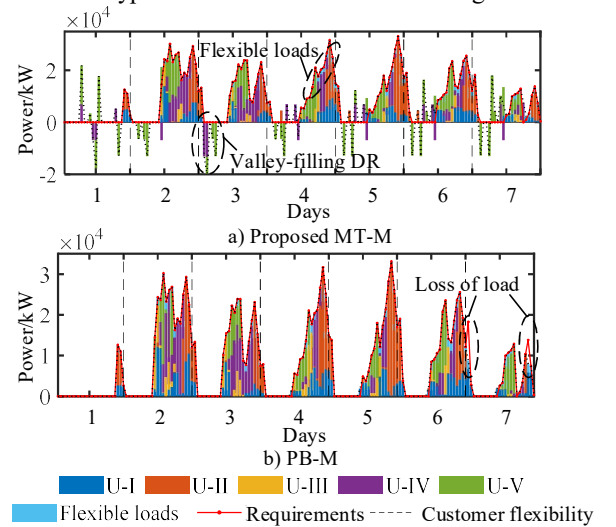 ×10⁴
Flexible loads
Power/kW
2
0
-2
Valley-filling DR
1 2 3 4 5 6 7
Days
a) Proposed MT-M
×10⁴
Loss of load
Power/kW
3
2
1
0
1 2 3 4 5 6 7
Days
b) PB-M
U-I U-II U-III U-IV U-V
Flexible loads Requirements Customer flexibility